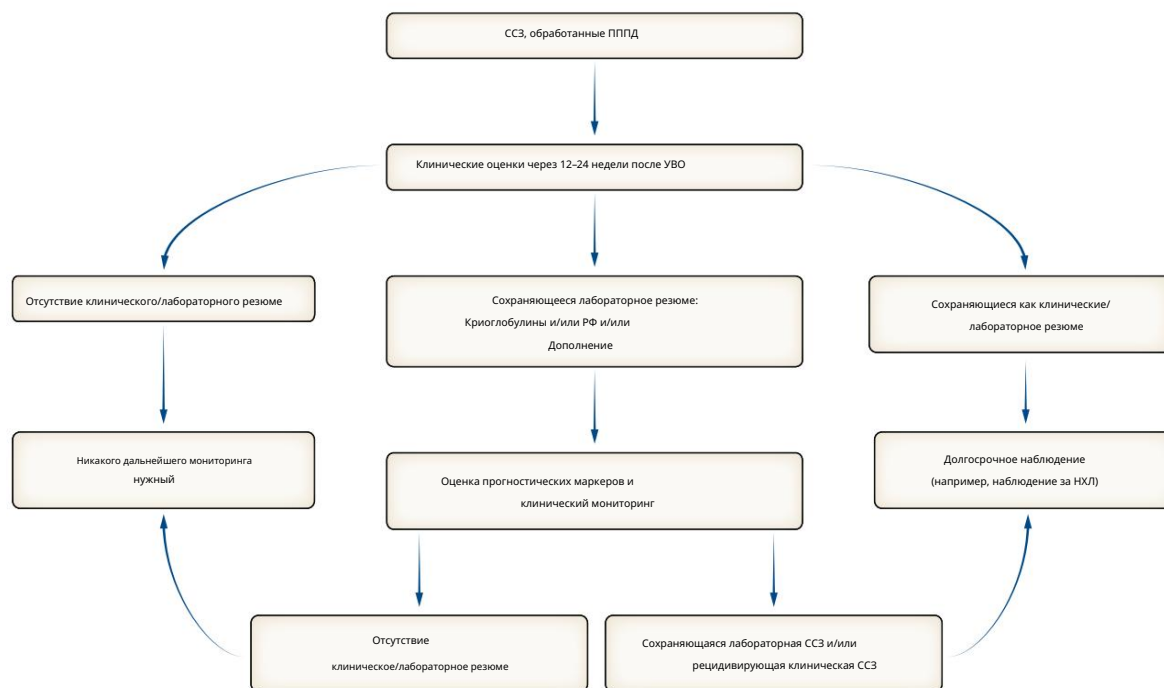 ССЗ, обработанные ПППД
Клинические оценки через 12–24 недели после УВО
Отсутствие клинического/лабораторного резюме
Сохраняющееся лабораторное резюме:
Криоглобулины и/или РФ и/или
Дополнение
Сохраняющиеся как клинические/
лабораторное резюме
Никакого дальнейшего мониторинга
нужный
Оценка прогностических маркеров и
клинический мониторинг
Долгосрочное наблюдение
(например, наблюдение за НХЛ)
Отсутствие
клиническое/лабораторное резюме
Сохраняющаяся лабораторная ССЗ и/или
рецидивирующая клиническая ССЗ